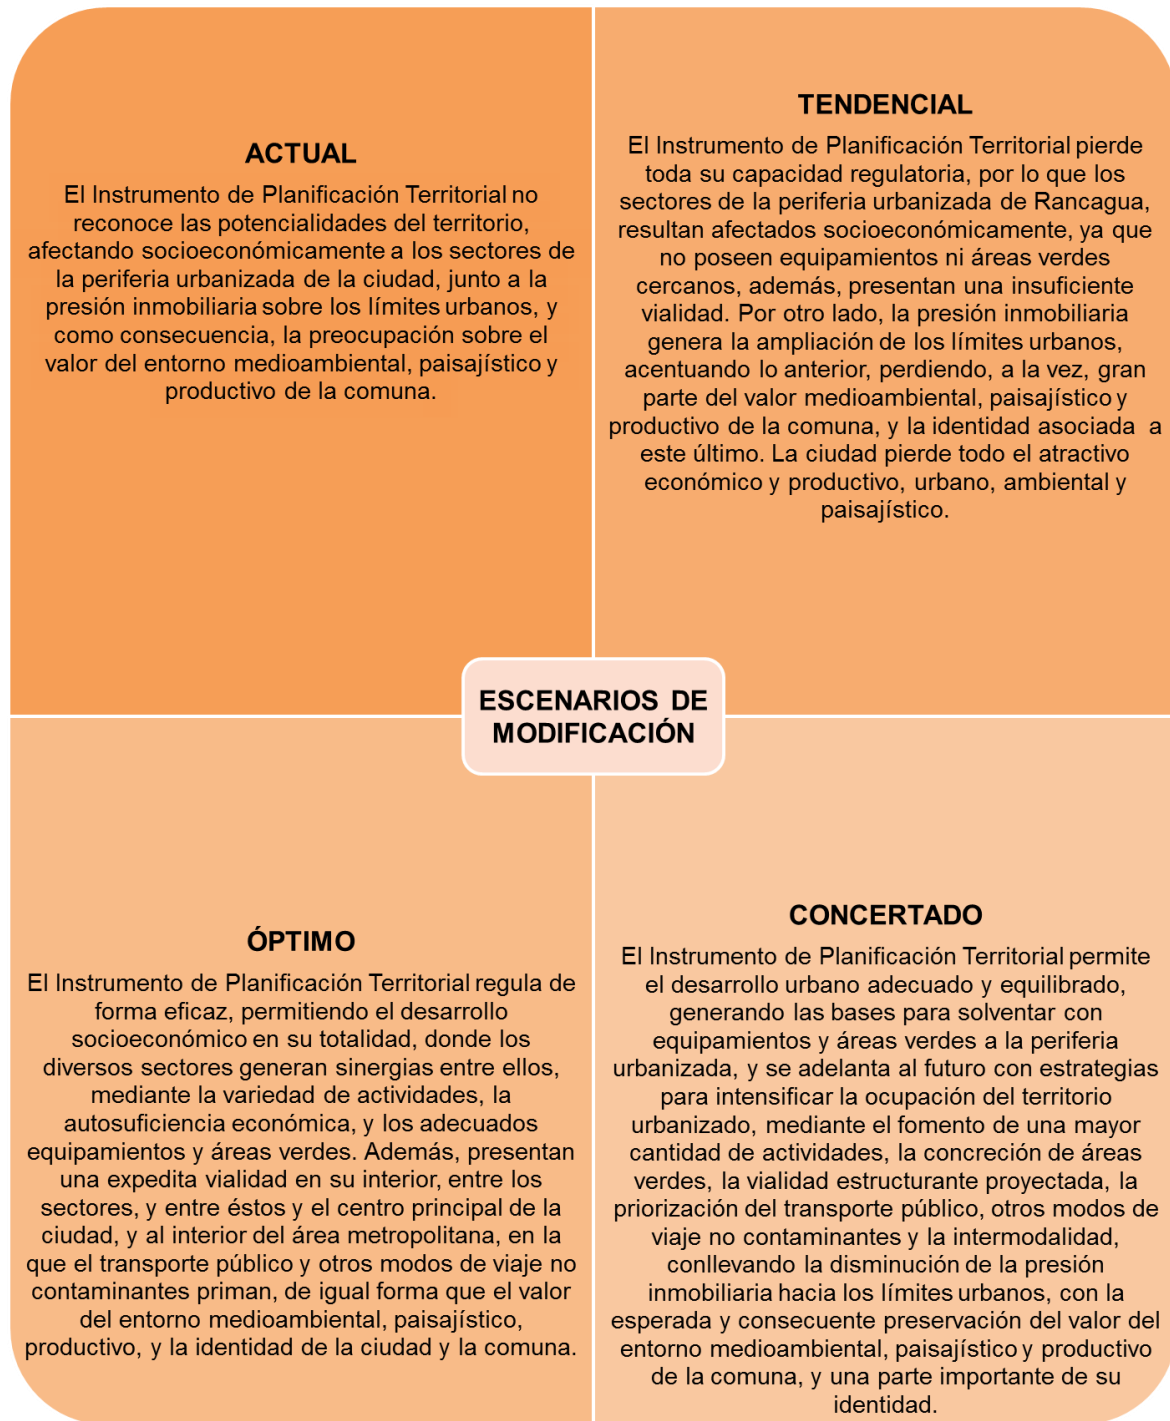 ACTUAL
El Instrumento de Planificación Territorial no
reconoce las potencialidades del territorio,
afectando socioeconómicamente a los sectores de
la periferia urbanizada de la ciudad, junto a la
presión inmobiliaria sobre los límites urbanos, y
como consecuencia, la preocupación sobre el
valor del entorno medioambiental, paisajístico y
productivo de la comuna.
TENDENCIAL
El Instrumento de Planificación Territorial pierde
toda su capacidad regulatoria, por lo que los
sectores de la periferia urbanizada de Rancagua,
resultan afectados socioeconómicamente, ya que
no poseen equipamientos ni áreas verdes
cercanos, además, presentan una insuficiente
vialidad. Por otro lado, la presión inmobiliaria
genera la ampliación de los límites urbanos,
acentuando lo anterior, perdiendo, a la vez, gran
parte del valor medioambiental, paisajístico y
productivo de la comuna, y la identidad asociada a
este último. La ciudad pierde todo el atractivo
económico y productivo, urbano, ambiental y
paisajístico.
ESCENARIOS DE
MODIFICACIÓN
ÓPTIMO
El Instrumento de Planificación Territorial regula de
forma eficaz, permitiendo el desarrollo
socioeconómico en su totalidad, donde los
diversos sectores generan sinergias entre ellos,
mediante la variedad de actividades, la
autosuficiencia económica, y los adecuados
equipamientos y áreas verdes. Además, presentan
una expedita vialidad en su interior, entre los
sectores, y entre éstos y el centro principal de la
ciudad, y al interior del área metropolitana, en la
que el transporte público y otros modos de viaje no
contaminantes priman, de igual forma que el valor
del entorno medioambiental, paisajístico,
productivo, y la identidad de la ciudad y la comuna.
CONCERTADO
El Instrumento de Planificación Territorial permite
el desarrollo urbano adecuado y equilibrado,
generando las bases para solventar con
equipamientos y áreas verdes a la periferia
urbanizada, y se adelanta al futuro con estrategias
para intensificar la ocupación del territorio
urbanizado, mediante el fomento de una mayor
cantidad de actividades, la concreción de áreas
verdes, la vialidad estructurante proyectada, la
priorización del transporte público, otros modos de
viaje no contaminantes y la intermodalidad,
conllevando la disminución de la presión
inmobiliaria hacia los límites urbanos, con la
esperada y consecuente preservación del valor del
entorno medioambiental, paisajístico y productivo
de la comuna, y una parte importante de su
identidad.